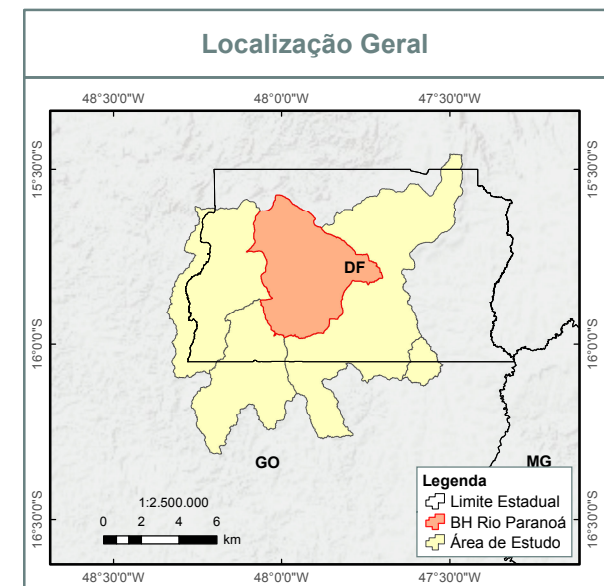 Localização Geral
48°30'0"W 48°0'0"W 47°30'0"W
15°30'0"S 15°30'0"S
DF
16°0'0"S 16°0'0"S
GO MG
Legenda
Limite Estadual
BH Rio Paranoá
Área de Estudo
1:2.500.000
0 2 4 6
km
16°30'0"S 16°30'0"S
48°30'0"W 48°0'0"W 47°30'0"W